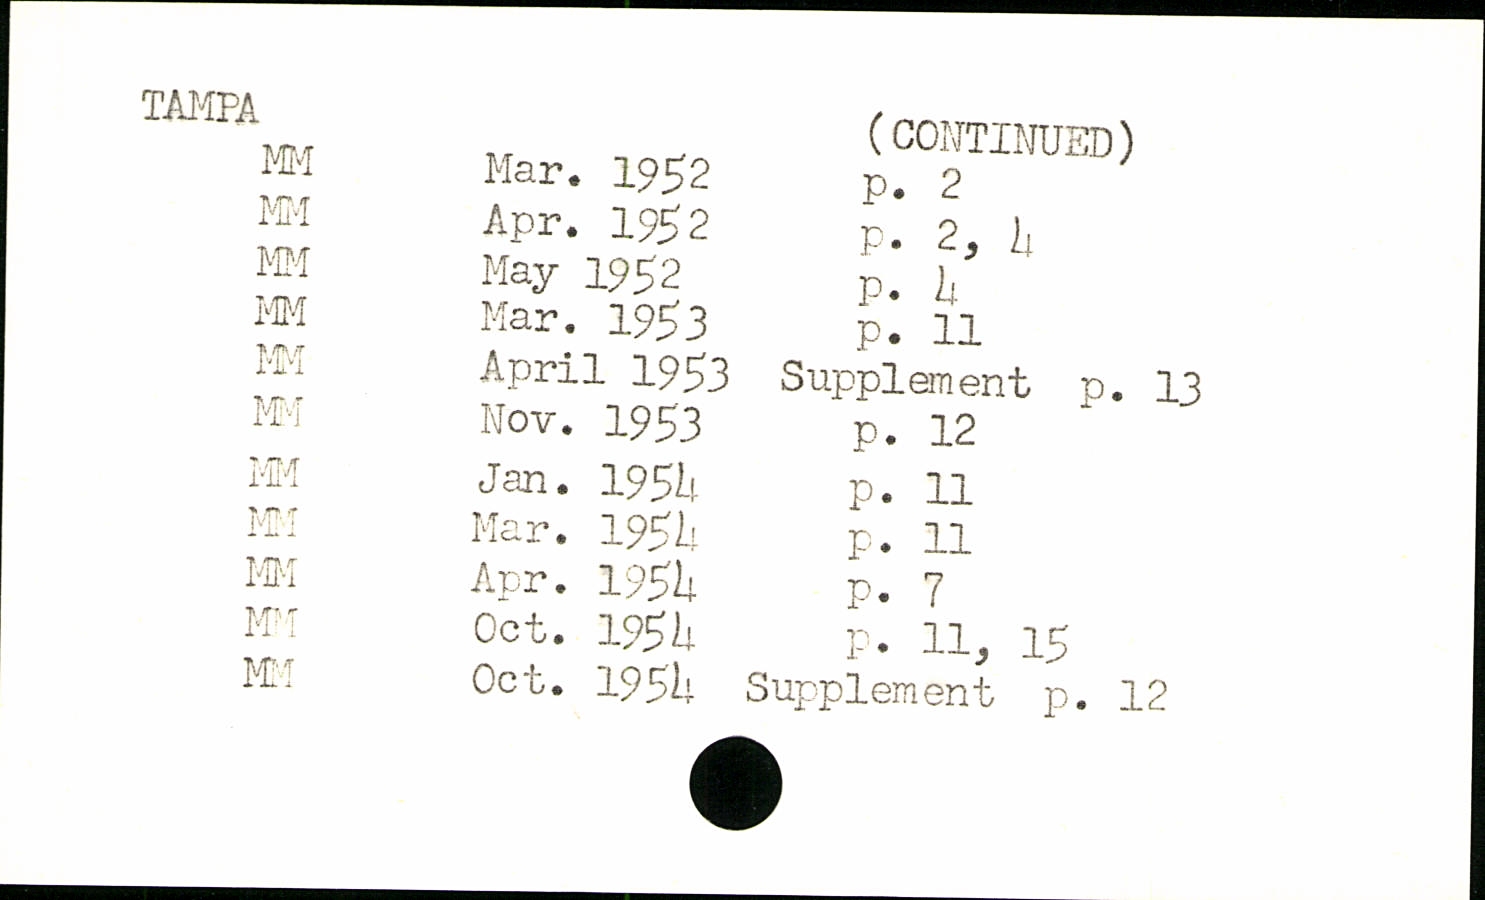 TAMPA
(CONTINUED)
MM Mar. 1952 p. 2
MM Apr. 1952 p. 2, 4
MM May 1952 p. 4
MM Mar. 1953 p. 11
MM April 1953 Supplement p. 13
MM Nov. 1953 p. 12
MM Jan. 1954 p. 11
MM Mar. 1954 p. 11
MM Apr. 1954 p. 7
MM Oct. 1954 p. 11, 15
MM Oct. 1954 Supplement p. 12